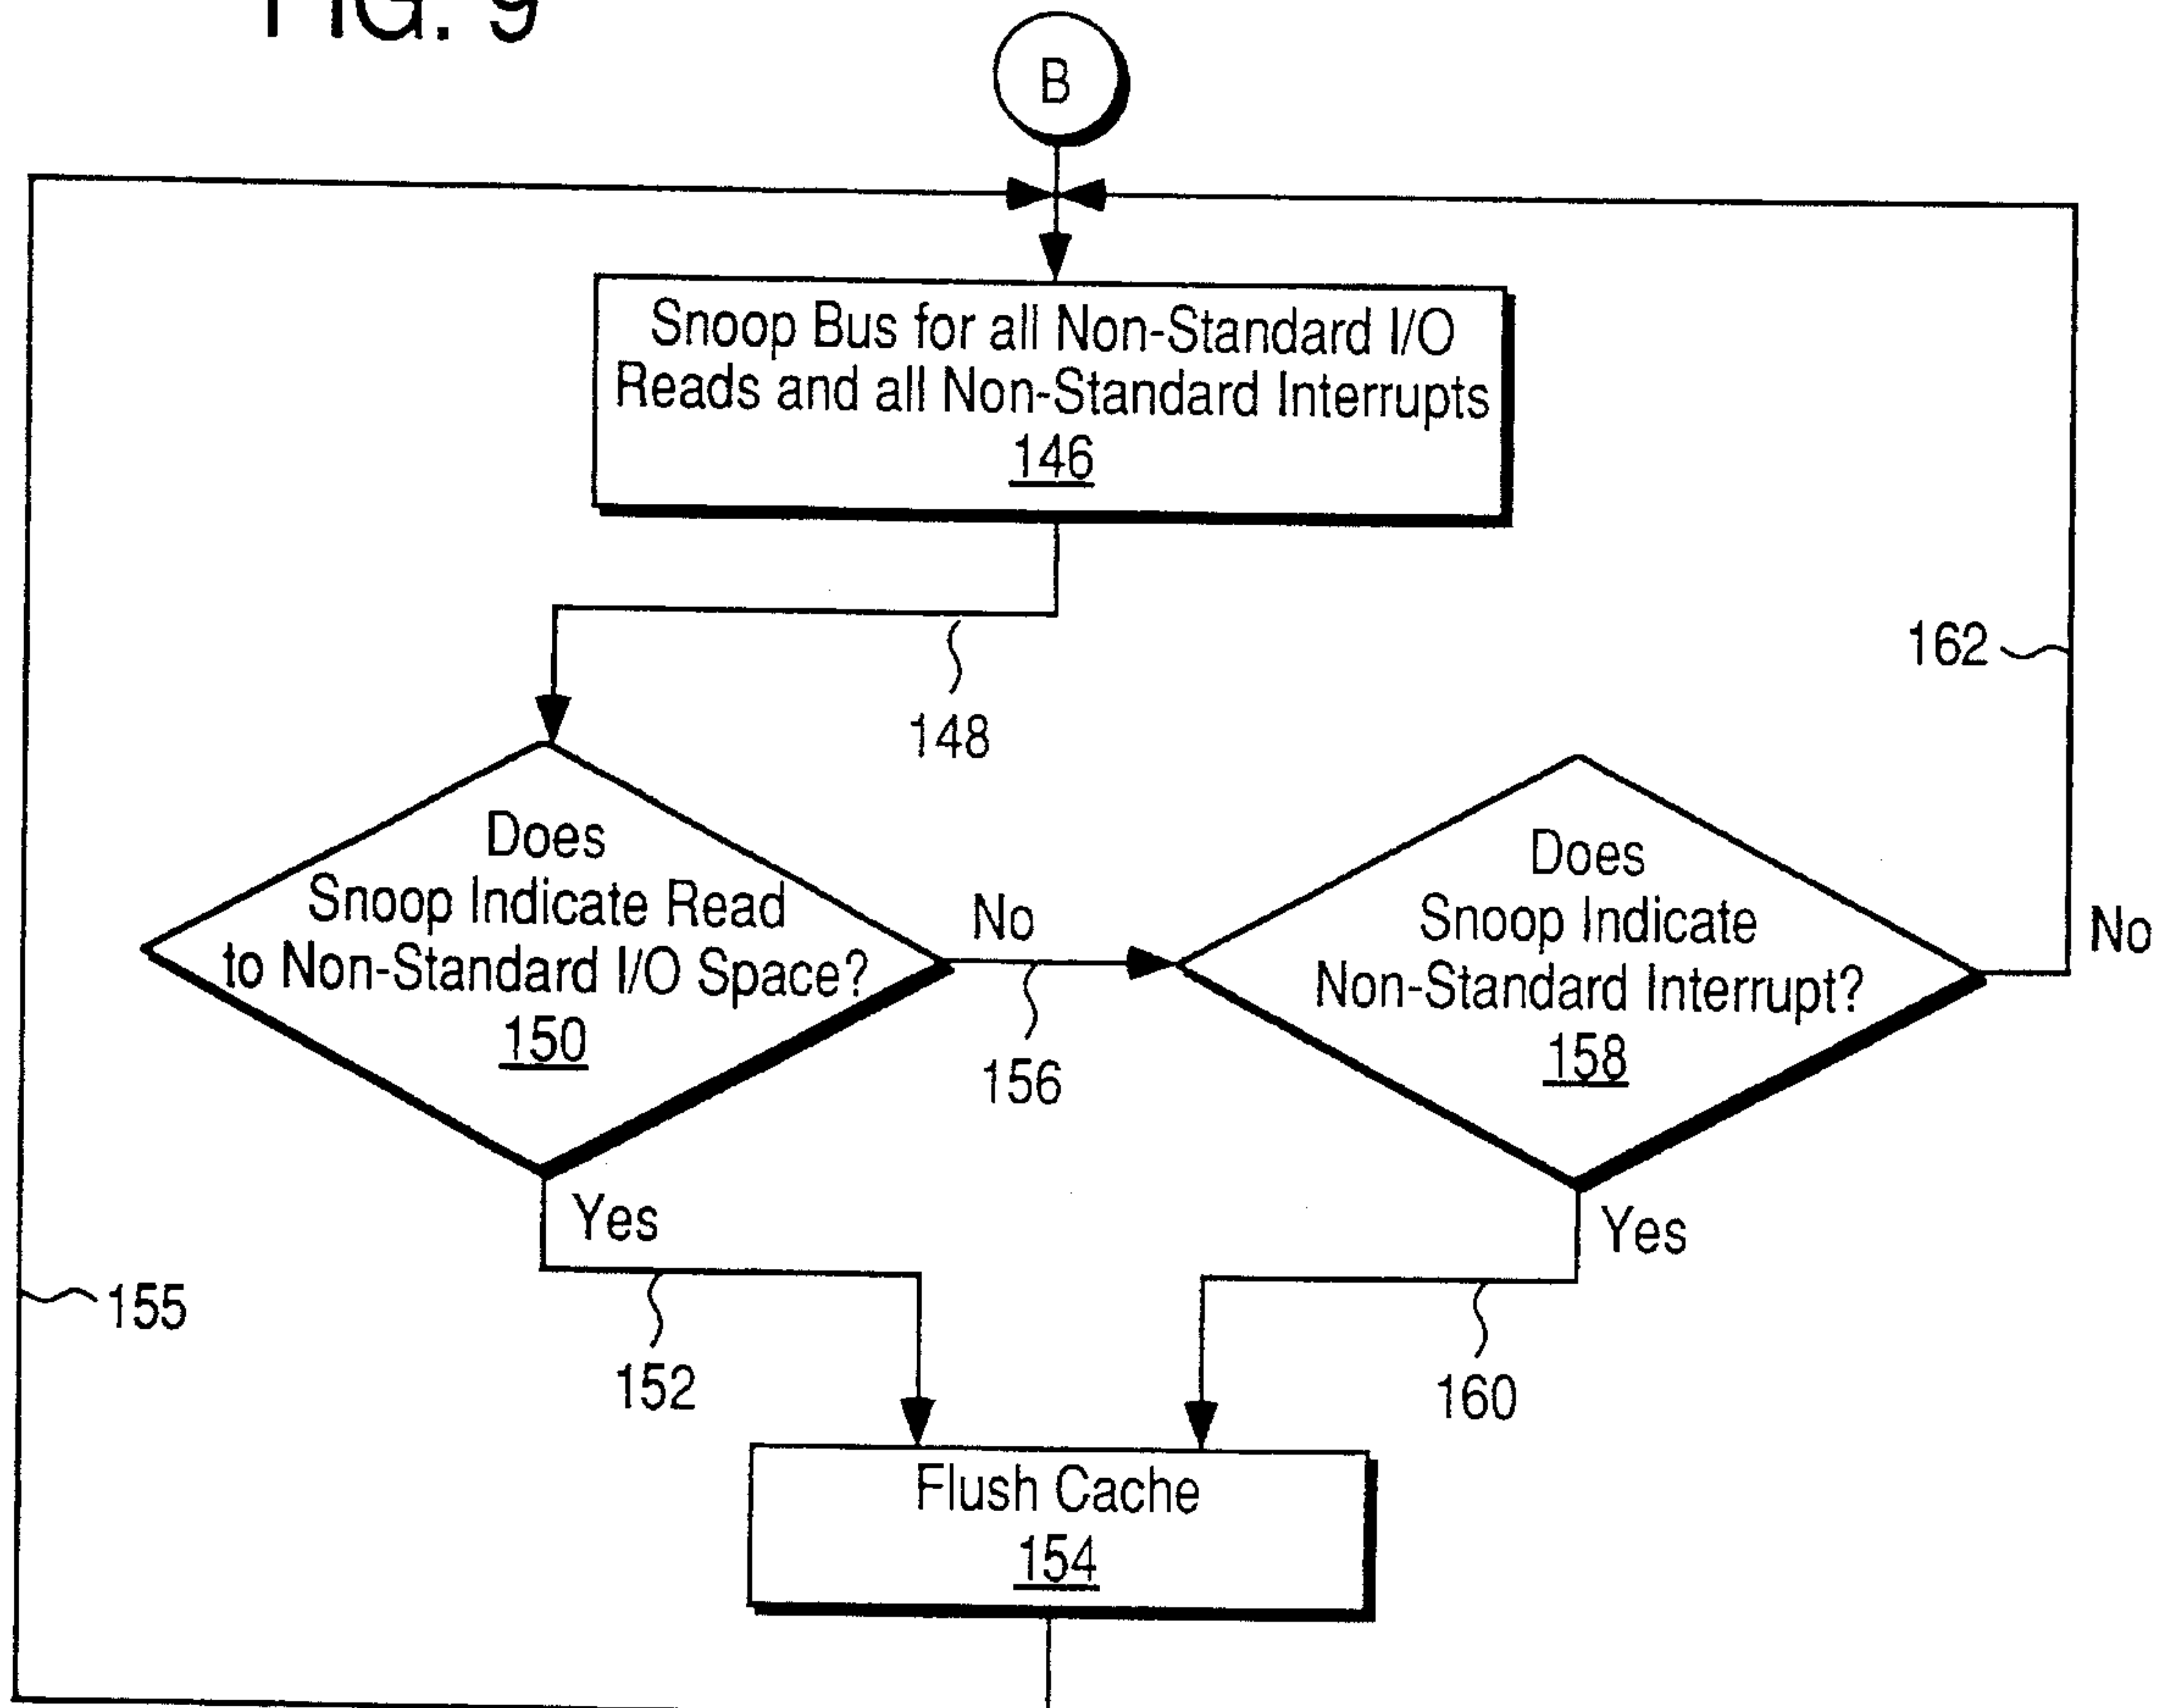 FIG. 9
B
Snoop Bus for all Non-Standard I/O
Reads and all Non-Standard Interrupts
146
148
162
Does
Snoop Indicate Read
to Non-Standard I/O Space?
150
No
156
Does
Snoop Indicate
Non-Standard Interrupt?
158
No
Yes
152
Yes
160
155
Flush Cache
154